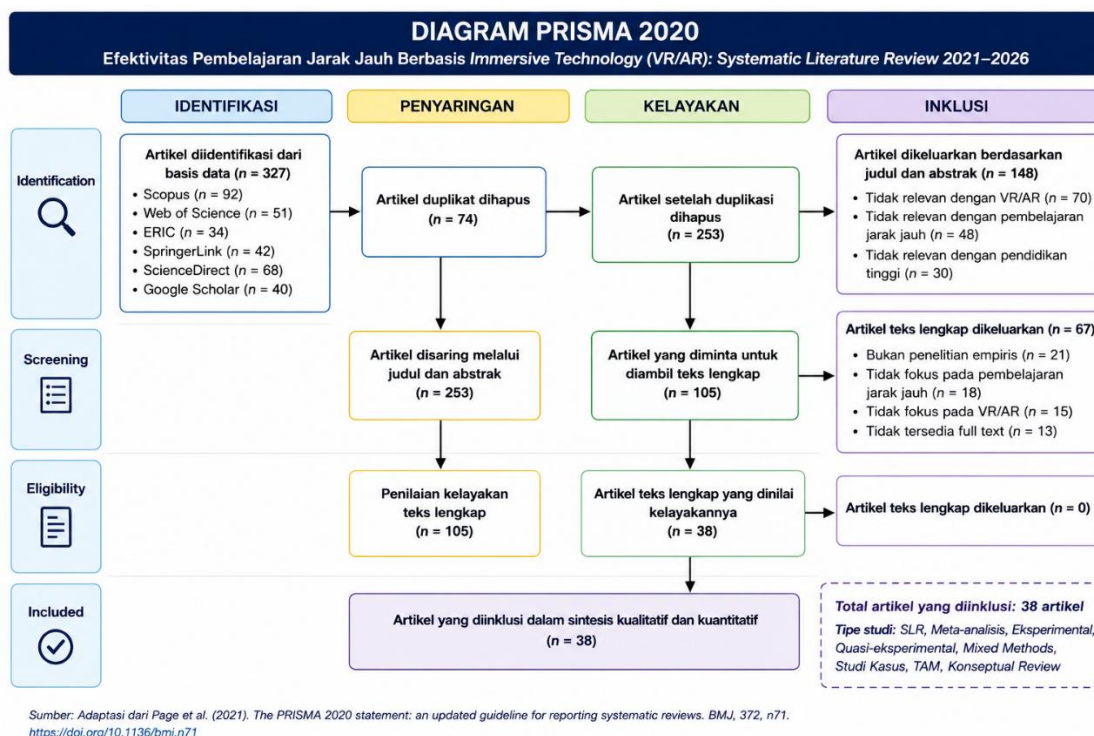 DIAGRAM PRISMA 2020
Efektivitas Pembelajaran Jarak Jauh Berbasis Immersive Technology (VR/AR): Systematic Literature Review 2021–2026
IDENTIFIKASI
PENYARINGAN
KELAYAKAN
INKLUSI
Identification
Artikel diidentifikasi dari
basis data (n = 327)
• Scopus (n = 92)
• Web of Science (n = 51)
• ERIC (n = 34)
• SpringerLink (n = 42)
• ScienceDirect (n = 68)
• Google Scholar (n = 40)
Artikel duplikat dihapus
(n = 74)
Artikel setelah duplikasi
dihapus
(n = 253)
Artikel dikeluarkan berdasarkan
judul dan abstrak (n = 148)
• Tidak relevan dengan VR/AR (n = 70)
• Tidak relevan dengan pembelajaran
jarak jauh (n = 48)
• Tidak relevan dengan pendidikan
tinggi (n = 30)
Screening
Artikel disaring melalui
judul dan abstrak
(n = 253)
Artikel yang diminta untuk
diambil teks lengkap
(n = 105)
Artikel teks lengkap dikeluarkan (n = 67)
• Bukan penelitian empiris (n = 21)
• Tidak fokus pada pembelajaran
jarak jauh (n = 18)
• Tidak fokus pada VR/AR (n = 15)
• Tidak tersedia full text (n = 13)
Eligibility
Penilaian kelayakan
teks lengkap
(n = 105)
Artikel teks lengkap yang dinilai
kelayakannya
(n = 38)
Artikel teks lengkap dikeluarkan (n = 0)
Included
Artikel yang diinklusi dalam sintesis kualitatif dan kuantitatif
(n = 38)
Total artikel yang diinklusi: 38 artikel
Tipe studi: SLR, Meta-analisis, Eksperimental,
Quasi-eksperimental, Mixed Methods,
Studi Kasus, TAM, Konseptual Review
Sumber: Adaptasi dari Page et al. (2021). The PRISMA 2020 statement: an updated guideline for reporting systematic reviews. BMJ, 372, n71.
https://doi.org/10.1136/bmj.n71